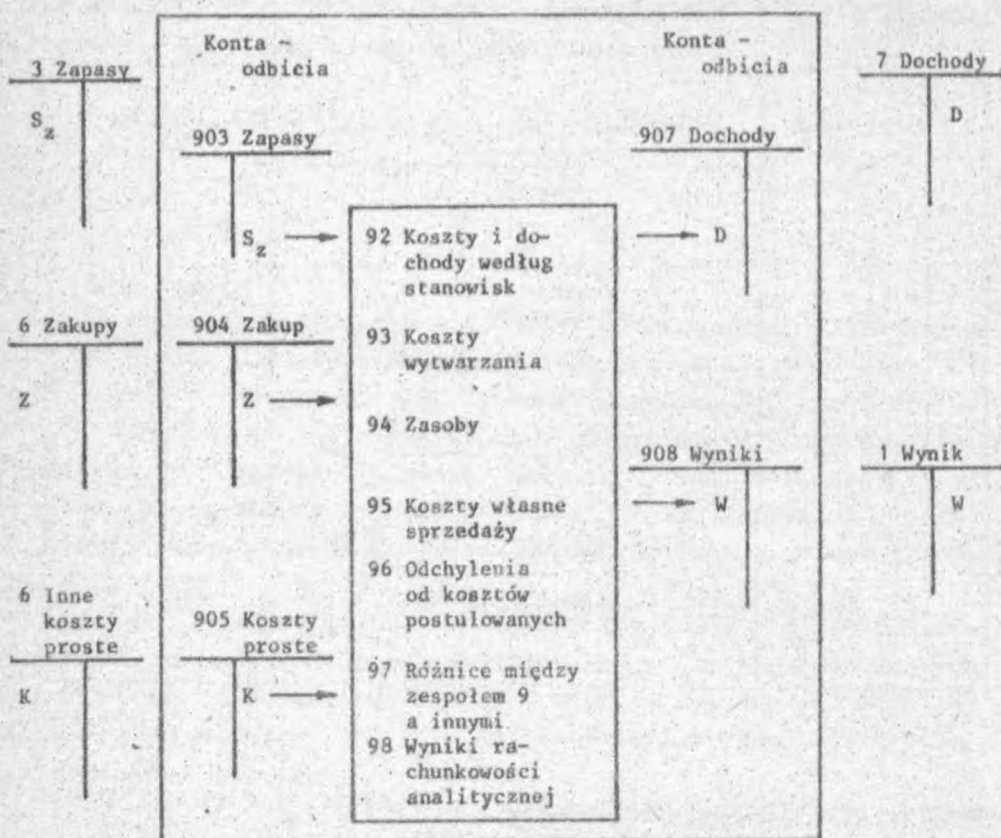 Konta -
odbicia
Konta -
odbicia
3 Zapasy
7 Dochody
S_z
D
903 Zapasy
907 Dochody
S_z
92 Koszty i do-
chody według
stanowisk
D
6 Zakupy
904 Zakup
93 Koszty
wytwarzania
Z
Z
94 Zasoby
908 Wyniki
1 Wynik
95 Koszty własne
sprzedaży
W
W
96 Odchylenia
od kosztów
postulowanych
6 Inne
koszty
proste
905 Koszty
proste
K
K
97 Różnice między
zespołem 9
a innymi
98 Wyniki ra-
chunkowości
analitycznej